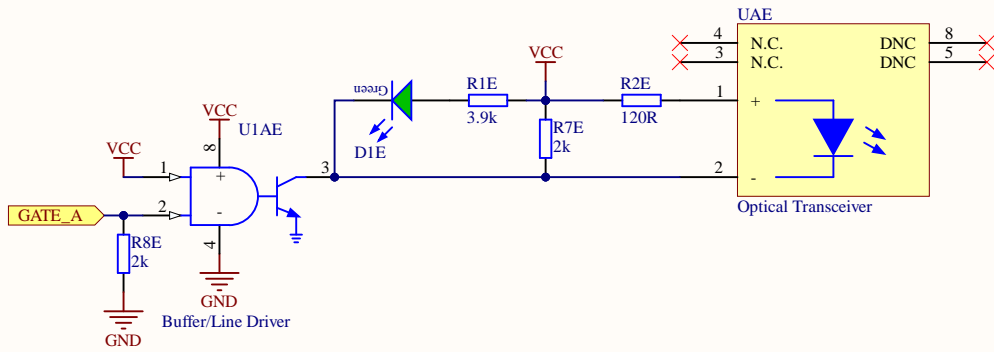 UAE
4 N.C. DNC 8
3 N.C. DNC 5
VCC
Green
R1E
3.9k
R2E
120R
1 +
D1E
R7E
2k
VCC
U1AE
8
VCC
1 +
3
2 -
Optical Transceiver
GATE_A
2 -
R8E
2k
4
GND
GND
Buffer/Line Driver